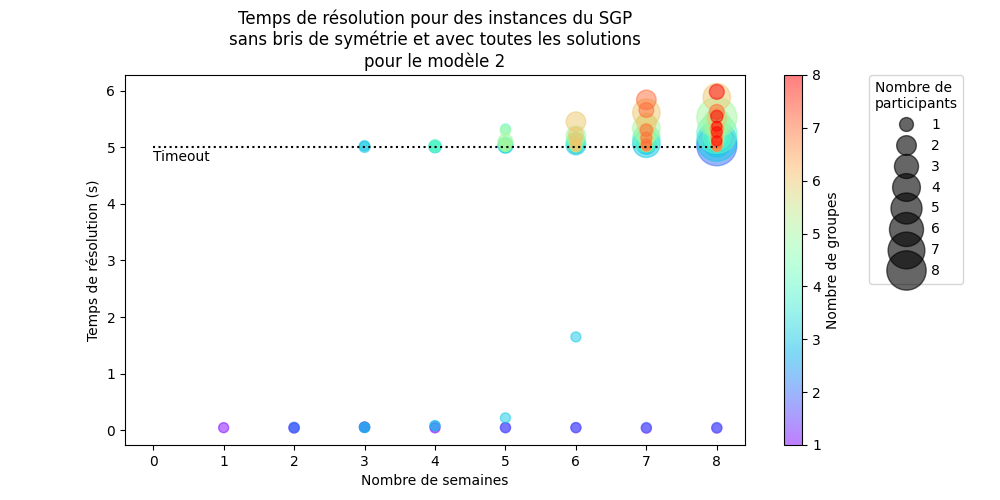 Temps de résolution pour des instances du SGP
sans bris de symétrie et avec toutes les solutions
pour le modèle 2
Temps de résolution (s)
6
5
4
3
2
1
0
Timeout
0 1 2 3 4 5 6 7 8
Nombre de semaines
8
7
6
5
4
3
2
1
Nombre de groupes
Nombre de
participants
1
2
3
4
5
6
7
8